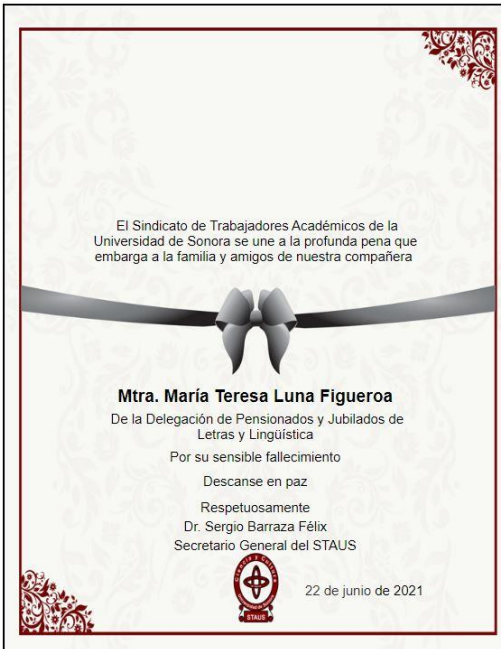 El Sindicato de Trabajadores Académicos de la
Universidad de Sonora se une a la profunda pena que
embarga a la familia y amigos de nuestra compañera
Mtra. María Teresa Luna Figueroa
De la Delegación de Pensionados y Jubilados de
Letras y Lingüística
Por su sensible fallecimiento
Descanse en paz
Respetuosamente
Dr. Sergio Barraza Félix
Secretario General del STAUS
Ciencia y Cultura
STAUS
22 de junio de 2021